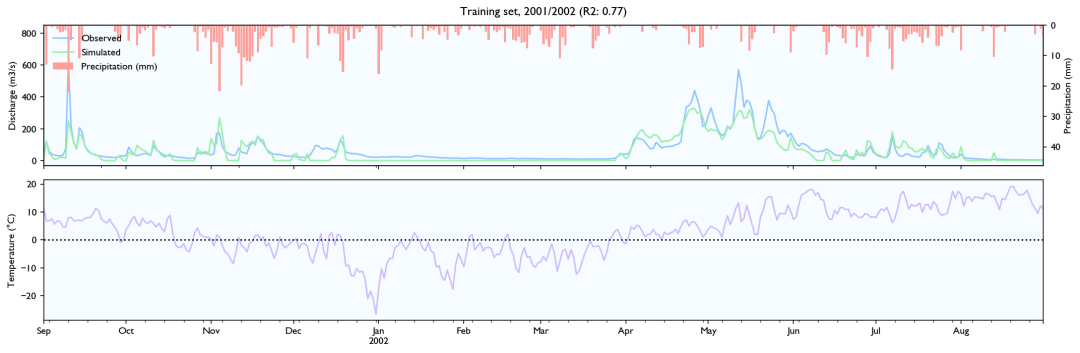 Training set, 2001/2002 (R2: 0.77)
Observed
Simulated
Precipitation (mm)
Discharge (m3/s)
800
600
400
200
0
Precipitation (mm)
0
10
20
30
40
Temperature (°C)
20
10
0
−10
−20
Sep Oct Nov Dec Jan Feb Mar Apr May Jun Jul Aug
2002